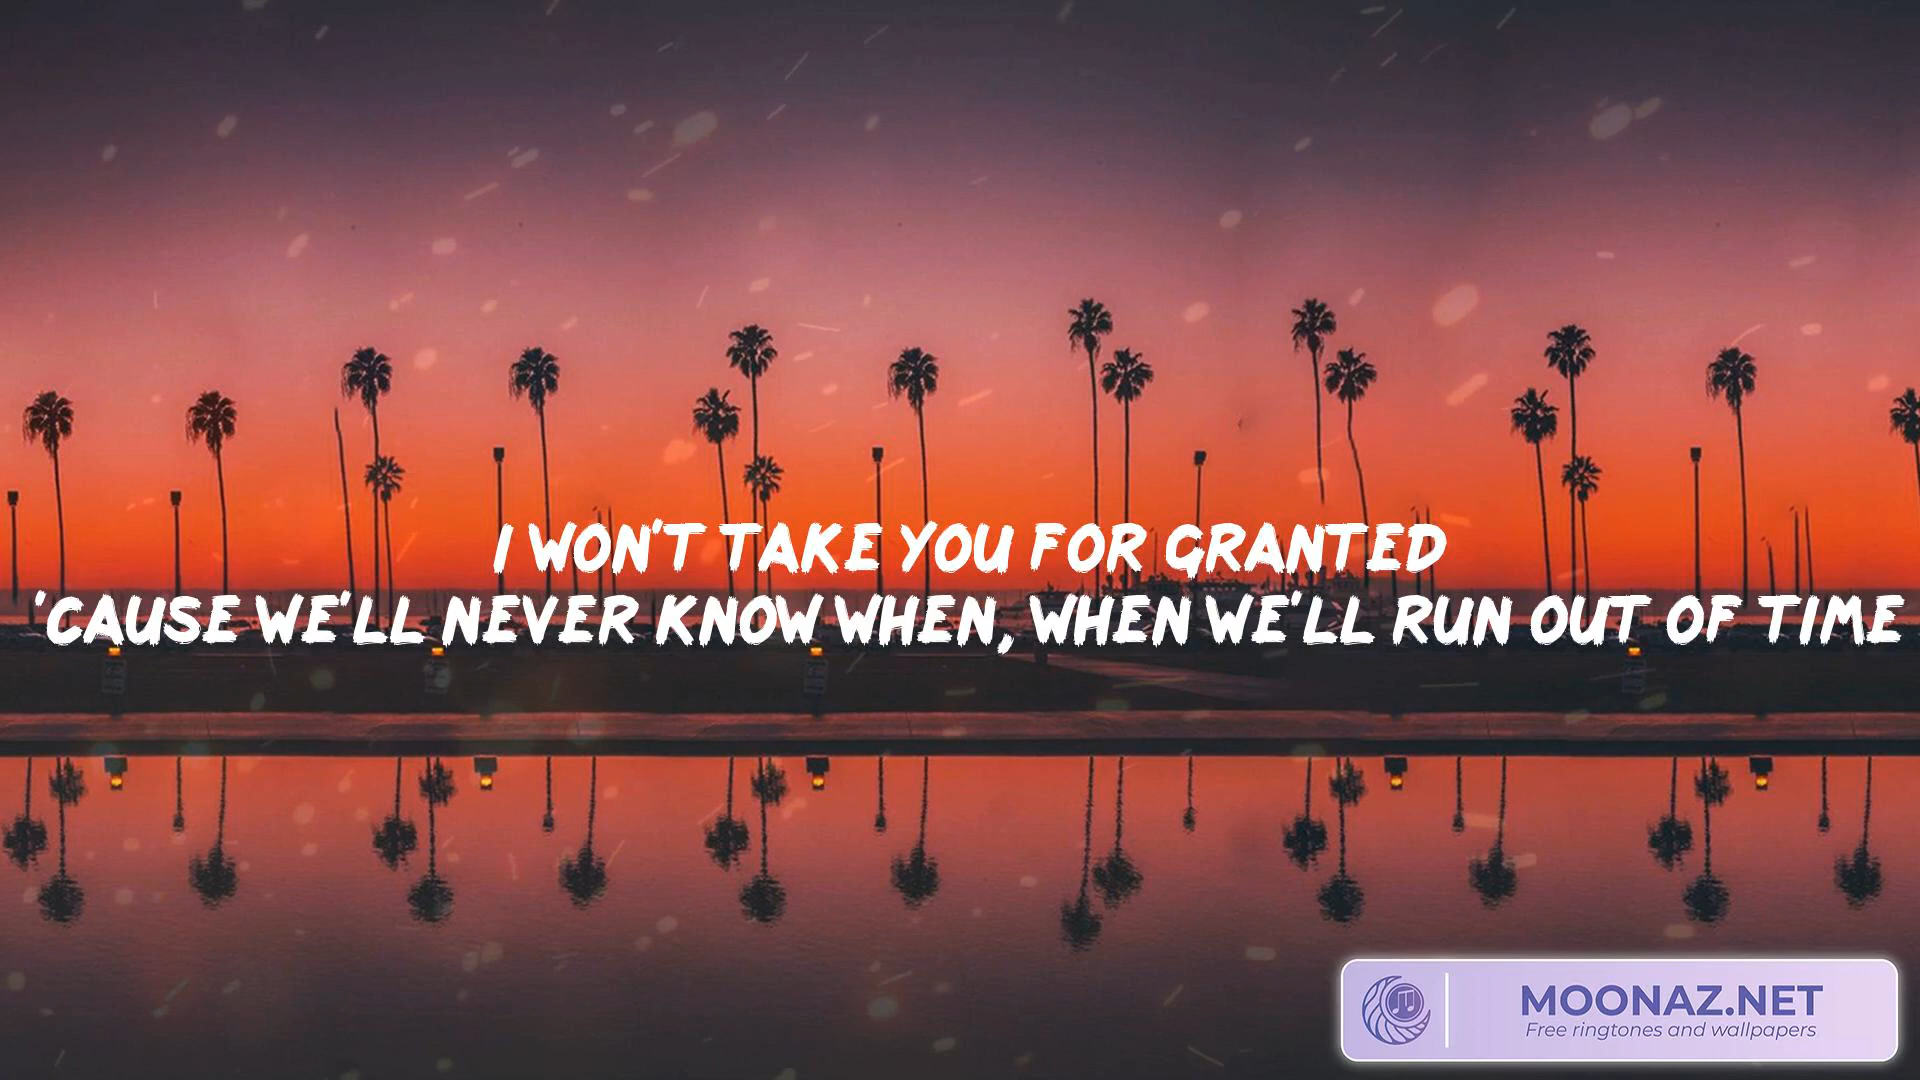 I WON'T TAKE YOU FOR GRANTED
'CAUSE WE'LL NEVER KNOW WHEN, WHEN WE'LL RUN OUT OF TIME
MOONAZ.NET
Free ringtones and wallpapers